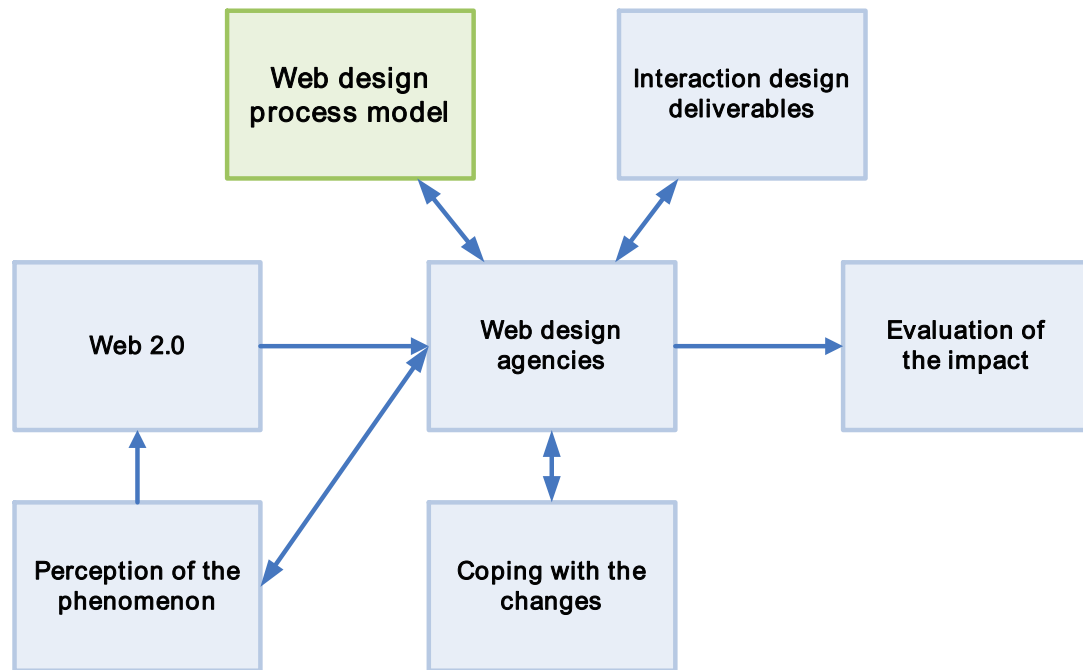 Web design
process model
Interaction design
deliverables
Web 2.0
Web design
agencies
Evaluation of
the impact
Perception of the
phenomenon
Coping with the
changes